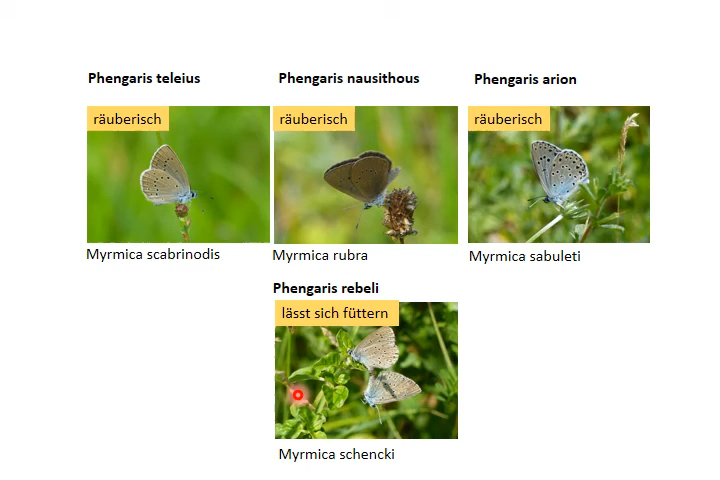 Phengaris teleius
Phengaris nausithous
Phengaris arion
räuberisch
räuberisch
räuberisch
Myrmica scabrinodis
Myrmica rubra
Myrmica sabuleti
Phengaris rebeli
lässt sich füttern
Myrmica schencki